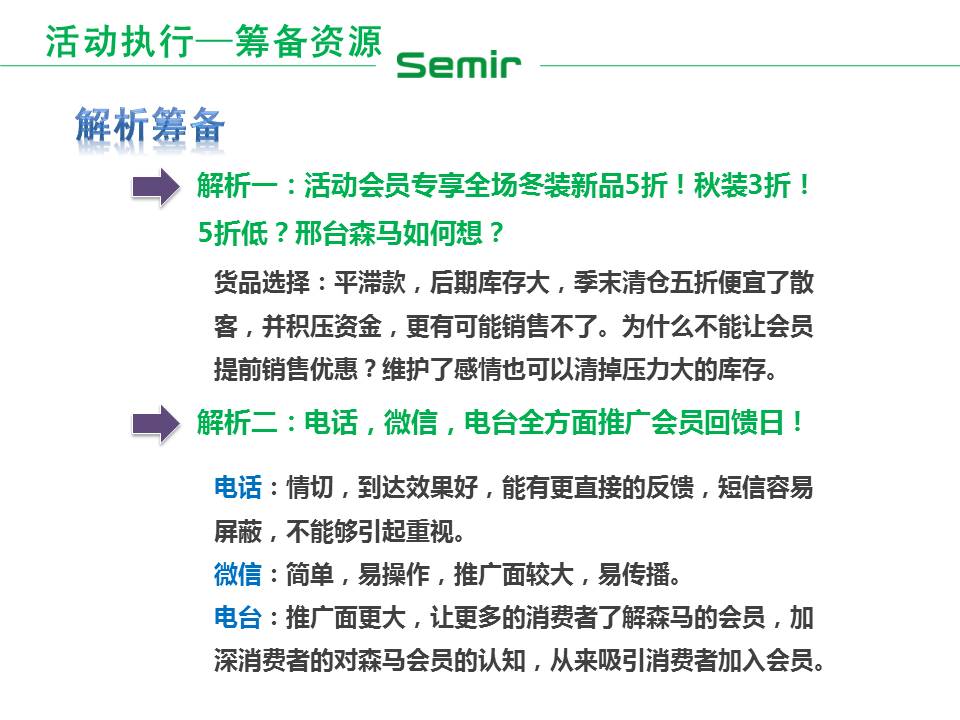 活动执行—筹备资源
Semir
解析筹备
解析一：活动会员专享全场冬装新品5折！秋装3折！
5折低？邢台森马如何想？
货品选择：平滞款，后期库存大，季末清仓五折便宜了散
客，并积压资金，更有可能销售不了。为什么不能让会员
提前销售优惠？维护了感情也可以清掉压力大的库存。
解析二：电话，微信，电台全方面推广会员回馈日！
电话：情切，到达效果好，能有更直接的反馈，短信容易
屏蔽，不能够引起重视。
微信：简单，易操作，推广面较大，易传播。
电台：推广面更大，让更多的消费者了解森马的会员，加
深消费者的对森马会员的认知，从来吸引消费者加入会员。